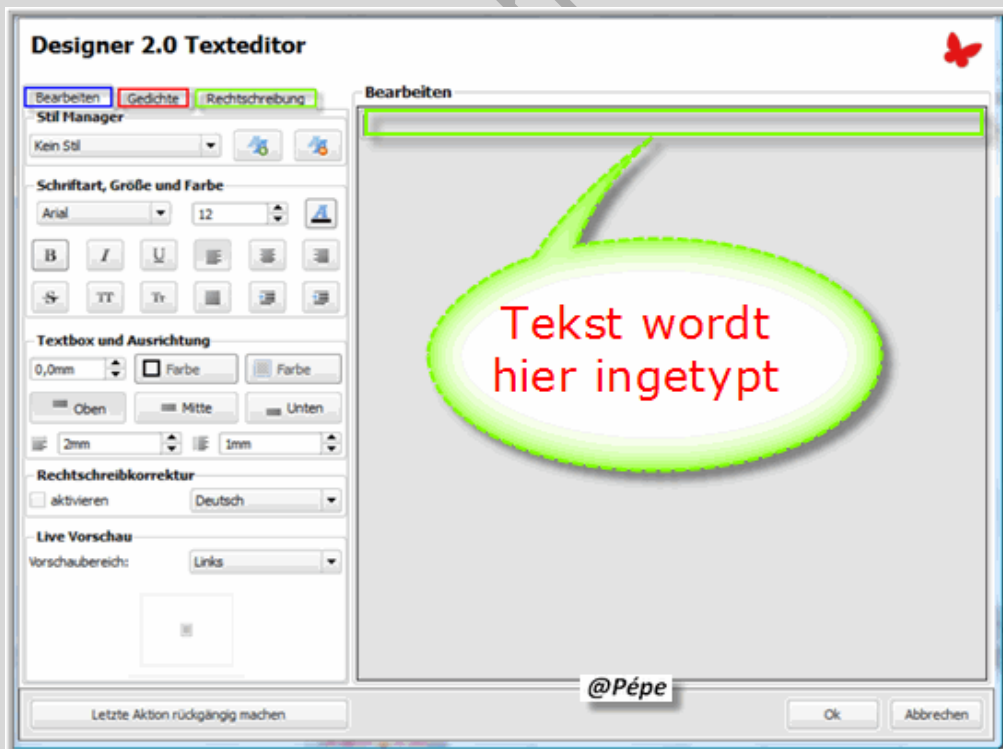 Designer 2.0 Texteditor
Bearbeiten Gedichte Rechtschreibung
Stil Manager
Kein Stil
Schriftart, Größe und Farbe
Arial 12 A
B I U
S TT Tr
Textbox und Ausrichtung
0,0mm Farbe Farbe
Oben Mitte Unten
2mm 1mm
Rechtschreibkorrektur
aktivieren Deutsch
Live Vorschau
Vorschaubereich: Links
Bearbeiten
Tekst wordt
hier ingetypt
@Pépe
Letzte Aktion rückgängig machen Ok Abbrechen